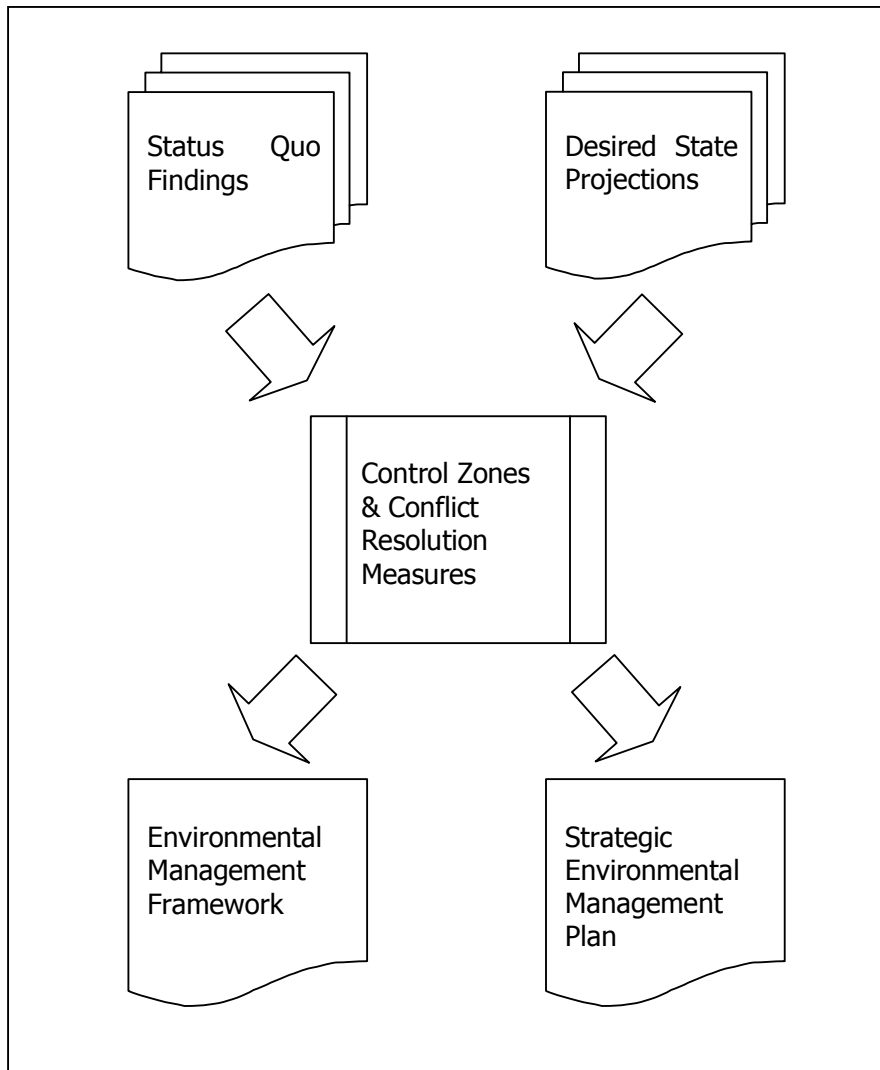 Status Quo
Findings
Desired State
Projections
Control Zones
& Conflict
Resolution
Measures
Environmental
Management
Framework
Strategic
Environmental
Management
Plan